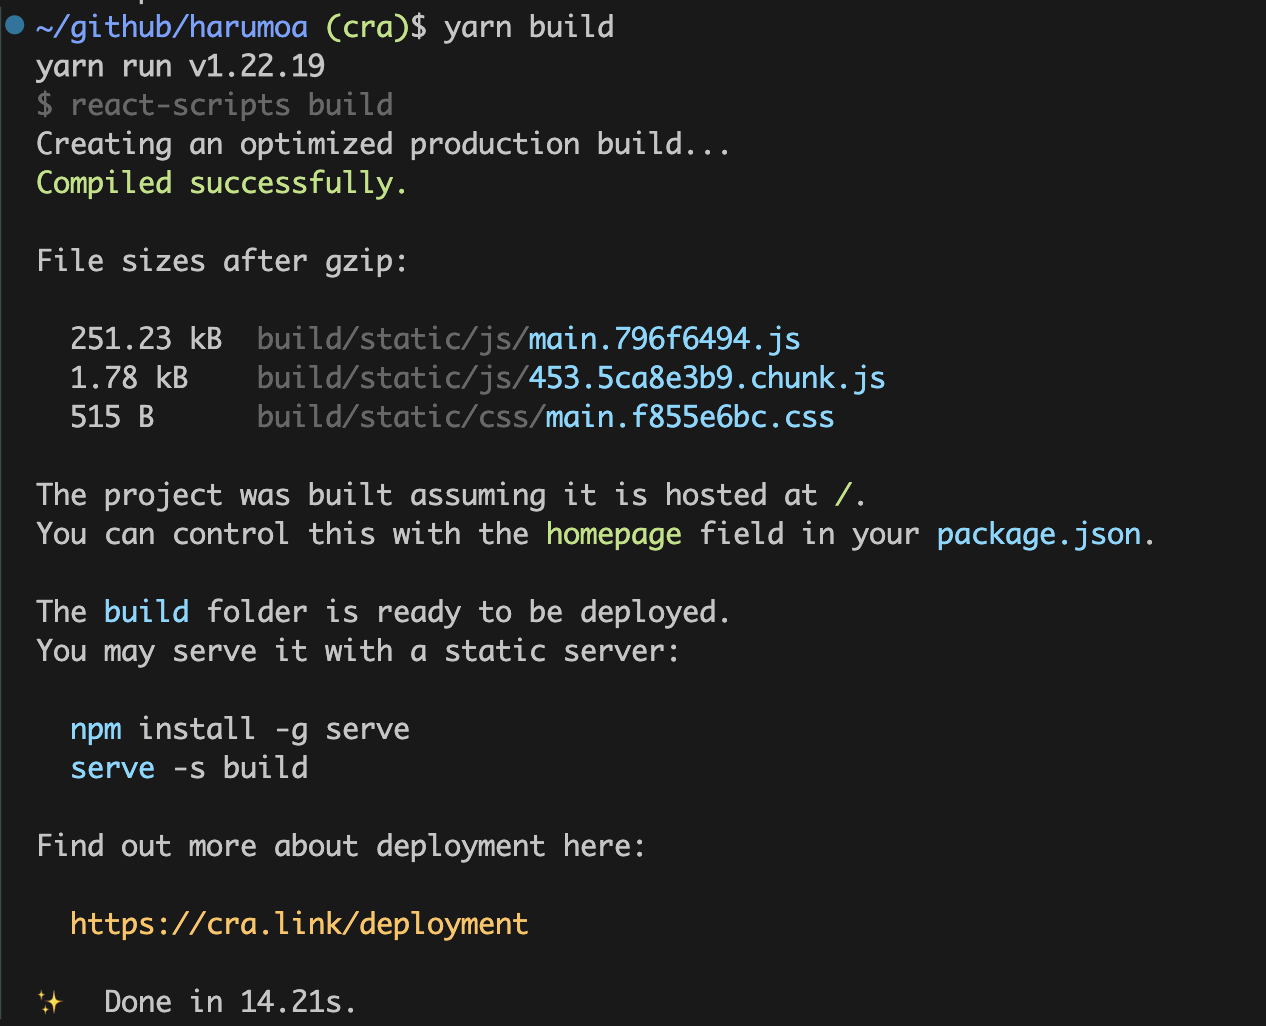 ~/github/harumoa (cra)$ yarn build
yarn run v1.22.19
$ react-scripts build
Creating an optimized production build...
Compiled successfully.
File sizes after gzip:
251.23 kB  build/static/js/main.796f6494.js
1.78 kB    build/static/js/453.5ca8e3b9.chunk.js
515 B      build/static/css/main.f855e6bc.css
The project was built assuming it is hosted at /.
You can control this with the homepage field in your package.json.
The build folder is ready to be deployed.
You may serve it with a static server:
npm install -g serve
serve -s build
Find out more about deployment here:
https://cra.link/deployment
✨  Done in 14.21s.